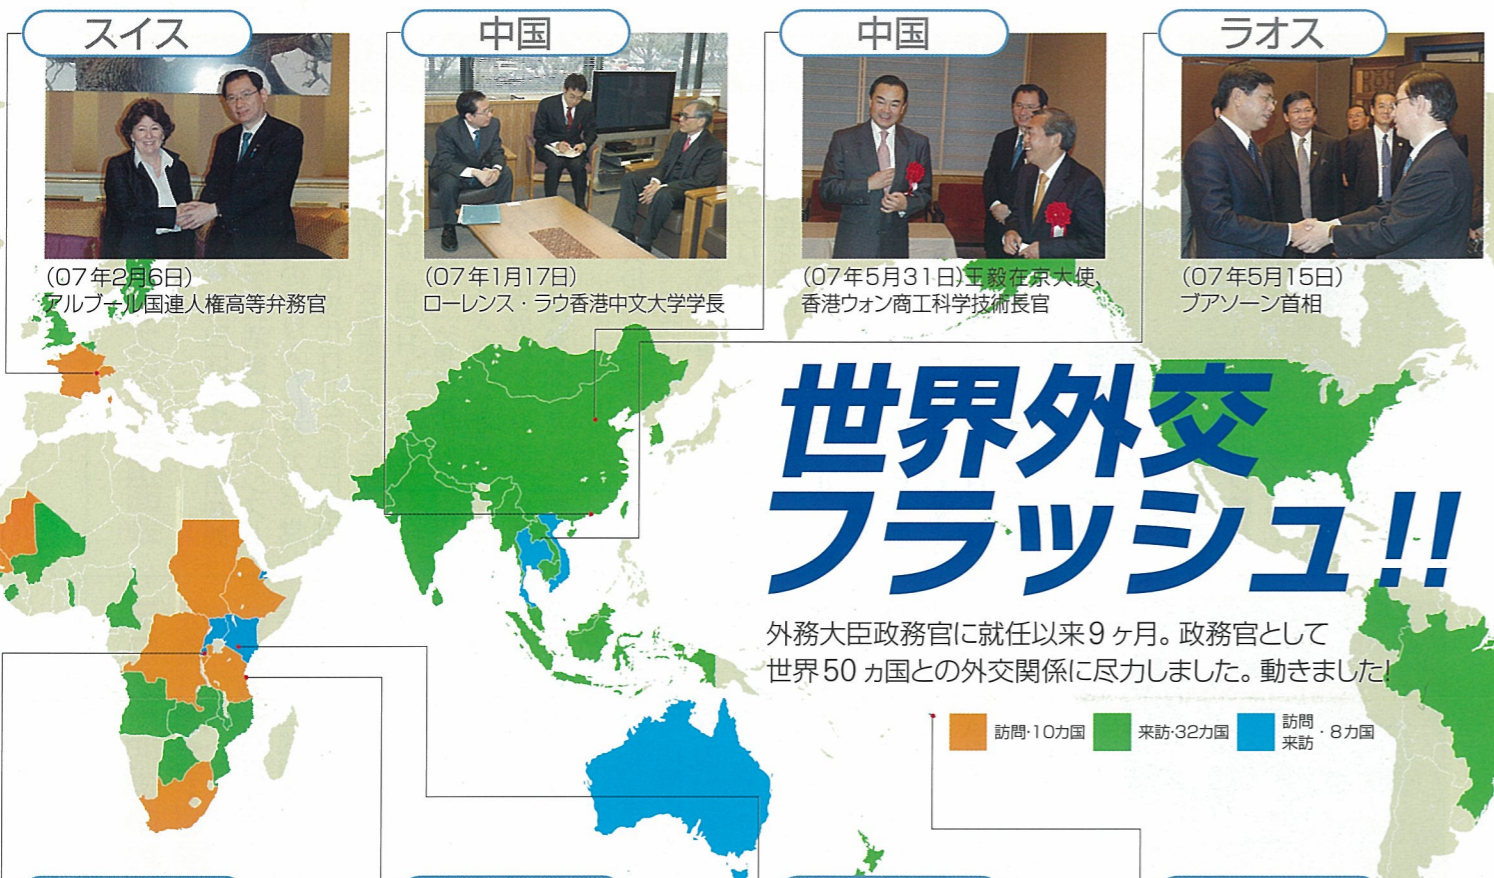 スイス
中国
中国
ラオス
(07年2月6日)
アルブール国連人権高等弁務官
(07年1月17日)
ローレンス・ラウ香港中文大学学長
(07年5月31日)王毅在京大使、
香港ウォン商工科学技術長官
(07年5月15日)
ブアソーン首相
世界外交
フラッシュ!!
外務大臣政務官に就任以来9ヶ月。政務官として
世界50ヵ国との外交関係に尽力しました。動きました!
訪問・10カ国
来訪・32カ国
訪問
来訪・8カ国